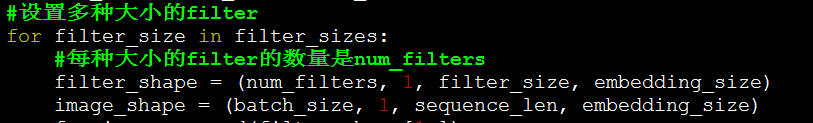 #设置多种大小的filter
for filter_size in filter_sizes:
#每种大小的filter的数量是num_filters
filter_shape = (num_filters, 1, filter_size, embedding_size)
image_shape = (batch_size, 1, sequence_len, embedding_size)